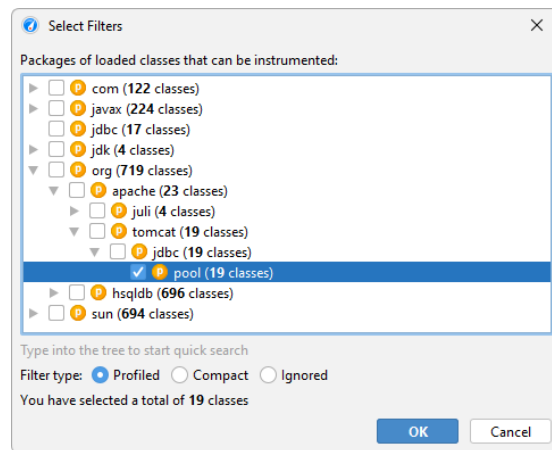 Select Filters
Packages of loaded classes that can be instrumented:
P com (122 classes)
P javax (224 classes)
P jdbc (17 classes)
P jdk (4 classes)
P org (719 classes)
P apache (23 classes)
P juli (4 classes)
P tomcat (19 classes)
P jdbc (19 classes)
P pool (19 classes)
P hsqldb (696 classes)
P sun (694 classes)
Type into the tree to start quick search
Filter type: Profiled Compact Ignored
You have selected a total of 19 classes
OK Cancel